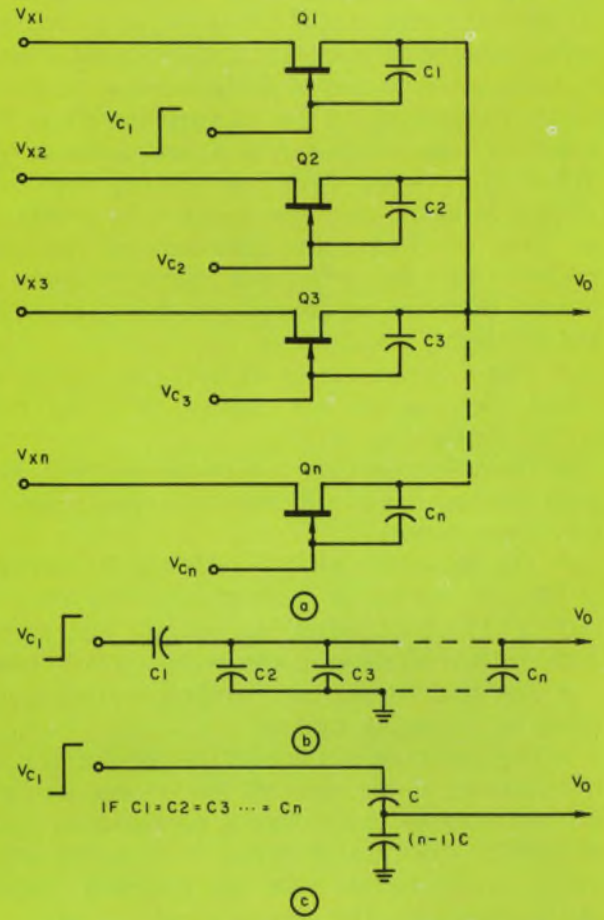 VX1
Q1
C1
VC1
VX2
Q2
C2
VC2
VX3
Q3
VO
C3
VC3
VXn
Qn
Cn
VCn
a
VC1
C1
C2
C3
Cn
VO
b
VC1
IF C1=C2=C3 ··· = Cn
C
VO
(n-1)C
c